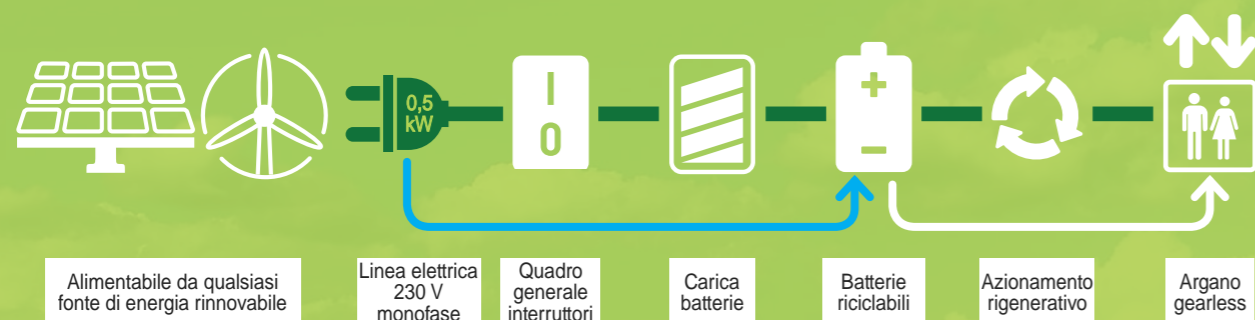 0,5
kW
I
0
+
−
Alimentabile da qualsiasi
fonte di energia rinnovabile
Linea elettrica
230 V
monofase
Quadro
generale
interruttori
Carica
batterie
Batterie
riciclabili
Azionamento
rigenerativo
Argano
gearless